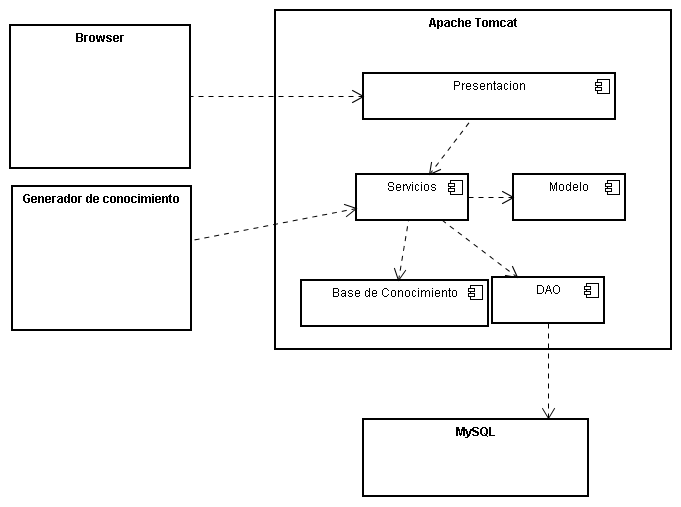 Browser
Apache Tomcat
Presentacion
Generador de conocimiento
Servicios
Modelo
Base de Conocimiento
DAO
MySQL